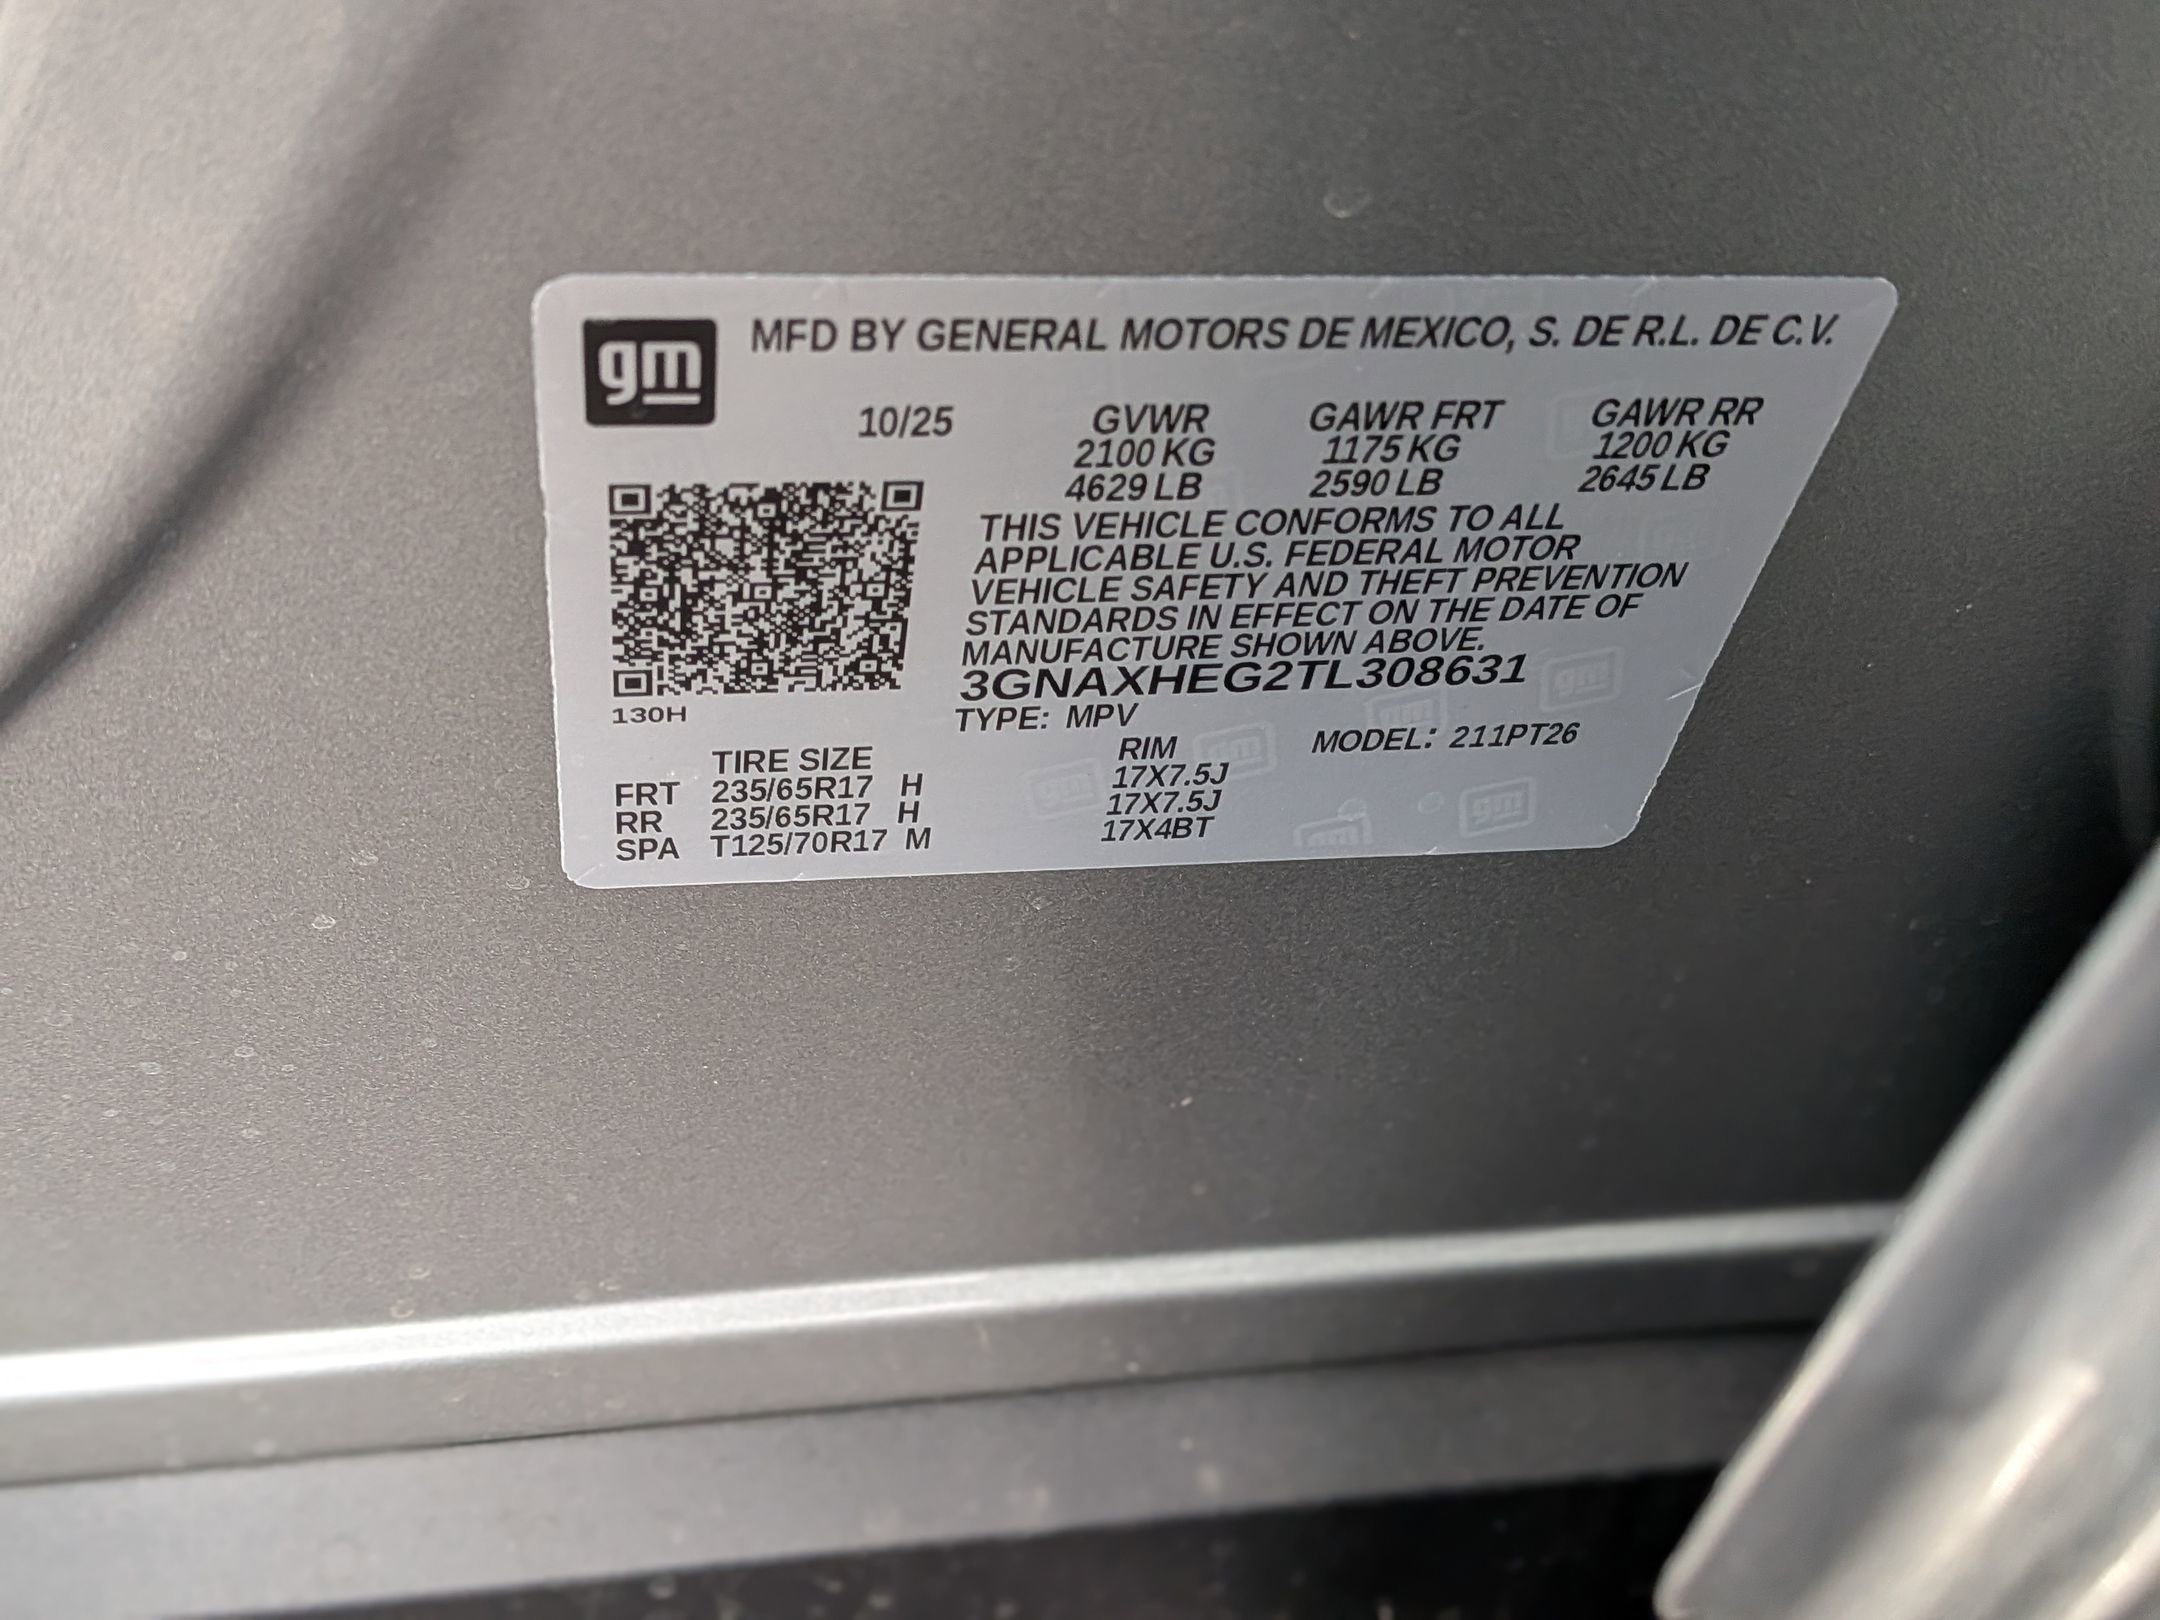 gm
MFD BY GENERAL MOTORS DE MEXICO, S. DE R.L. DE C.V.
10/25 GVWR GAWR FRT GAWR RR
2100 KG 1175 KG 1200 KG
4629 LB 2590 LB 2645 LB
THIS VEHICLE CONFORMS TO ALL
APPLICABLE U.S. FEDERAL MOTOR
VEHICLE SAFETY AND THEFT PREVENTION
STANDARDS IN EFFECT ON THE DATE OF
MANUFACTURE SHOWN ABOVE.
3GNAXHEG2TL308631
130H
TYPE: MPV
MODEL: 211PT26
TIRE SIZE RIM
FRT 235/65R17 H 17X7.5J
RR 235/65R17 H 17X7.5J
SPA T125/70R17 M 17X4BT